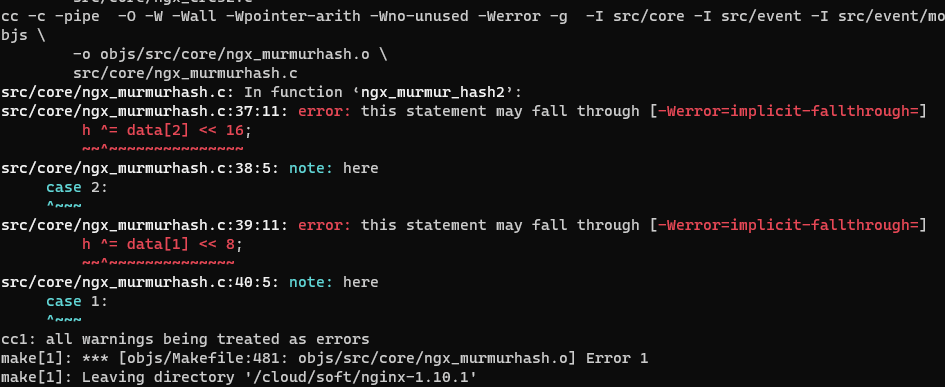 cc -c -pipe  -O -W -Wall -Wpointer-arith -Wno-unused -Werror -g  -I src/core -I src/event -I src/event/mo
bjs \
        -o objs/src/core/ngx_murmurhash.o \
        src/core/ngx_murmurhash.c
src/core/ngx_murmurhash.c: In function ‘ngx_murmur_hash2’:
src/core/ngx_murmurhash.c:37:11: error: this statement may fall through [-Werror=implicit-fallthrough=]
         h ^= data[2] << 16;
         ~~^~~~~~~~~~~~~~~~
src/core/ngx_murmurhash.c:38:5: note: here
     case 2:
     ^~~~
src/core/ngx_murmurhash.c:39:11: error: this statement may fall through [-Werror=implicit-fallthrough=]
         h ^= data[1] << 8;
         ~~^~~~~~~~~~~~~~~
src/core/ngx_murmurhash.c:40:5: note: here
     case 1:
     ^~~~
cc1: all warnings being treated as errors
make[1]: *** [objs/Makefile:481: objs/src/core/ngx_murmurhash.o] Error 1
make[1]: Leaving directory '/cloud/soft/nginx-1.10.1'